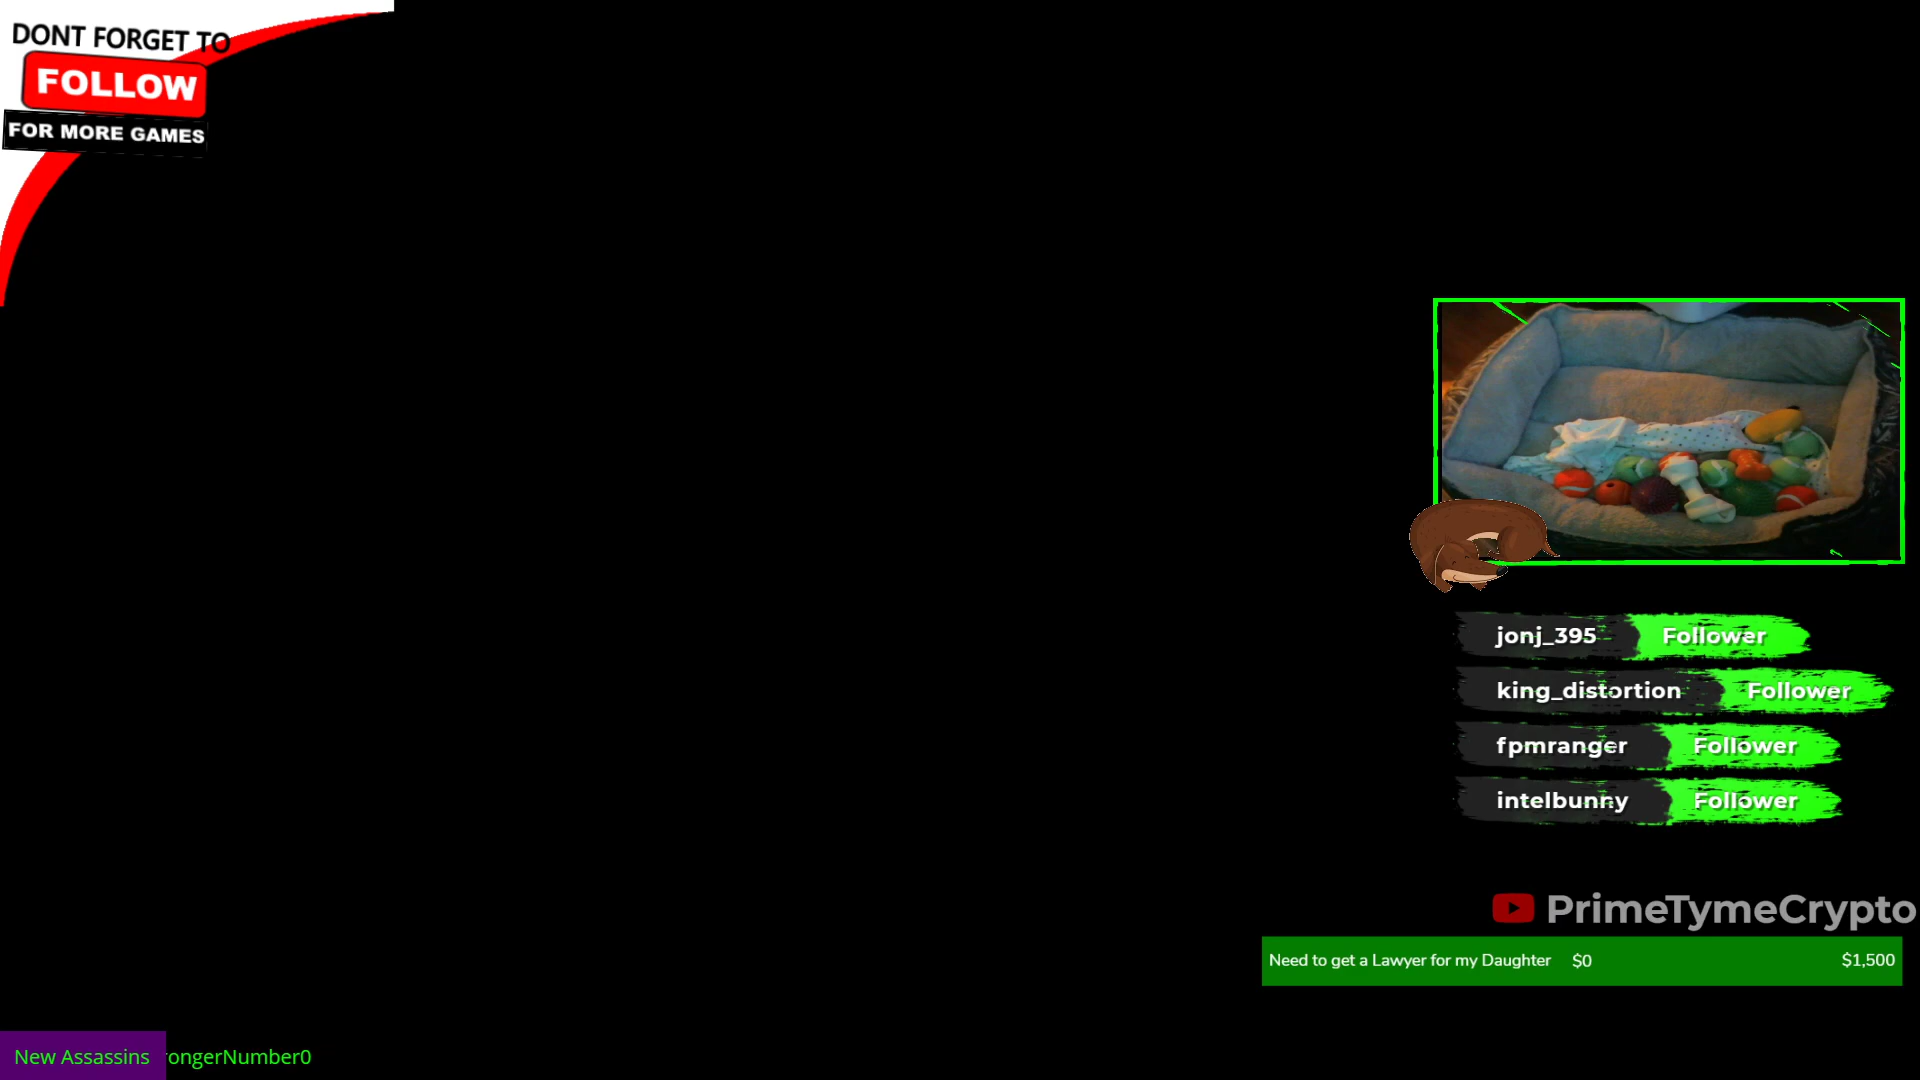 DONT FORGET TO
FOLLOW
FOR MORE GAMES
jonj_395 Follower
king_distortion Follower
fpmranger Follower
intelbunny Follower
PrimeTymeCrypto
Need to get a Lawyer for my Daughter $0 $1,500
New Assassins ongerNumber0